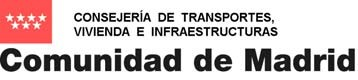 CONSEJERÍA DE TRANSPORTES,
VIVIENDA E INFRAESTRUCTURAS
Comunidad de Madrid